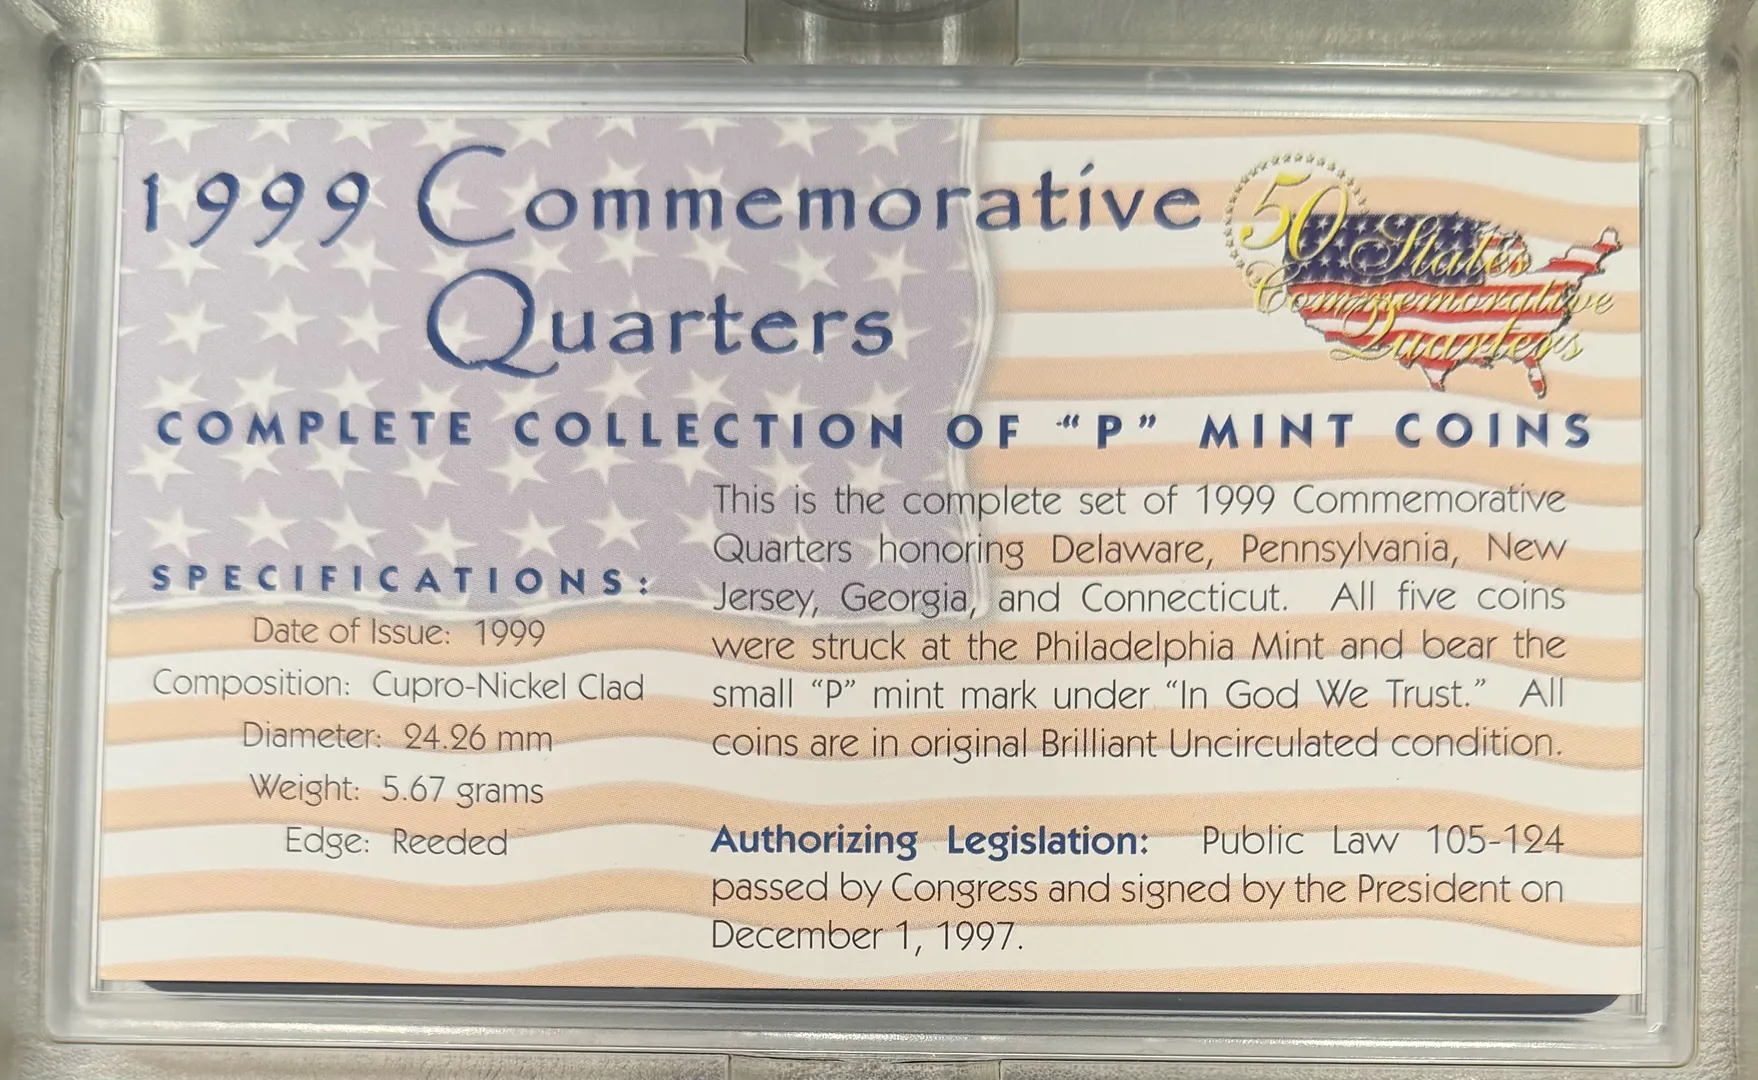 1999 Commemorative
Quarters
50 States
Commemorative
Quarters
COMPLETE COLLECTION OF "P" MINT COINS
SPECIFICATIONS:
Date of Issue: 1999
Composition: Cupro-Nickel Clad
Diameter: 24.26 mm
Weight: 5.67 grams
Edge: Reeded
This is the complete set of 1999 Commemorative
Quarters honoring Delaware, Pennsylvania, New
Jersey, Georgia, and Connecticut. All five coins
were struck at the Philadelphia Mint and bear the
small “P” mint mark under “In God We Trust.” All
coins are in original Brilliant Uncirculated condition.
Authorizing Legislation: Public Law 105-124
passed by Congress and signed by the President on
December 1, 1997.